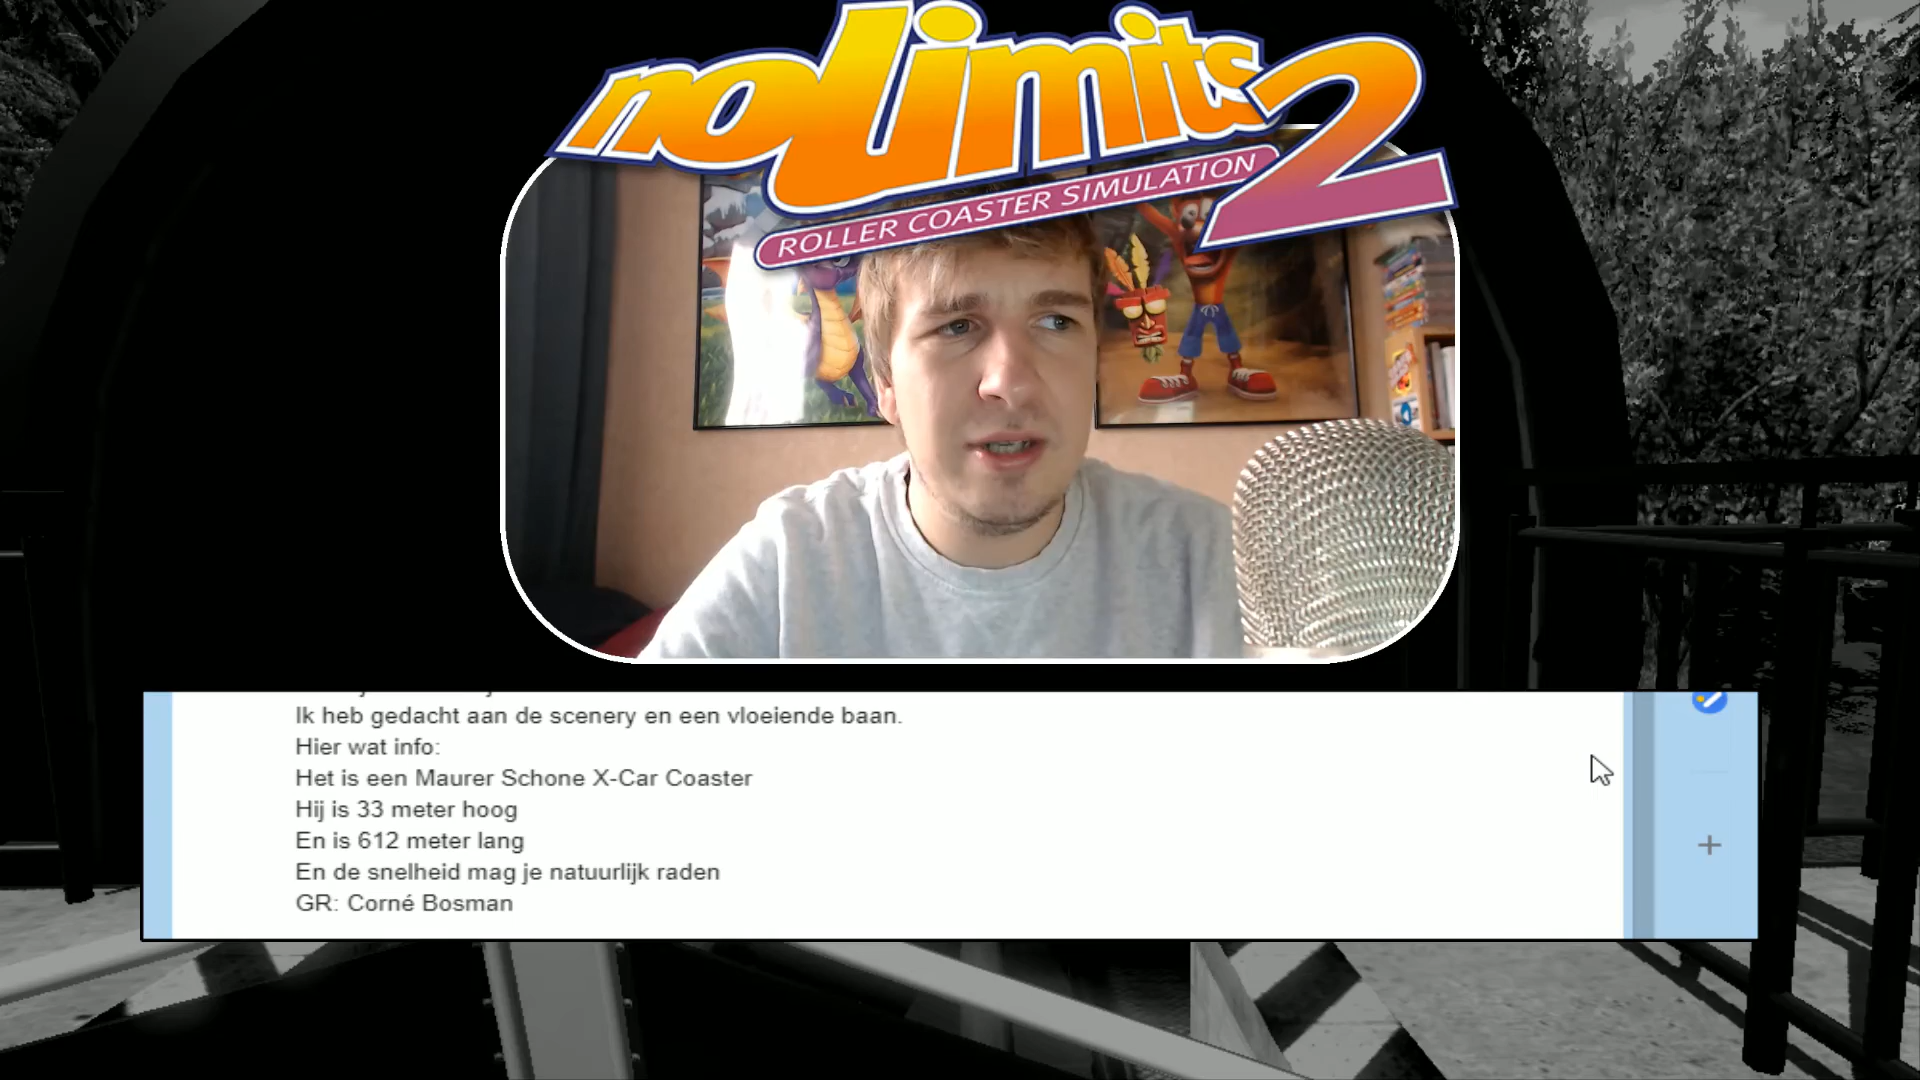 noLimits 2
ROLLER COASTER SIMULATION
Ik heb gedacht aan de scenery en een vloeiende baan.
Hier wat info:
Het is een Maurer Schone X-Car Coaster
Hij is 33 meter hoog
En is 612 meter lang
En de snelheid mag je natuurlijk raden
GR: Corné Bosman